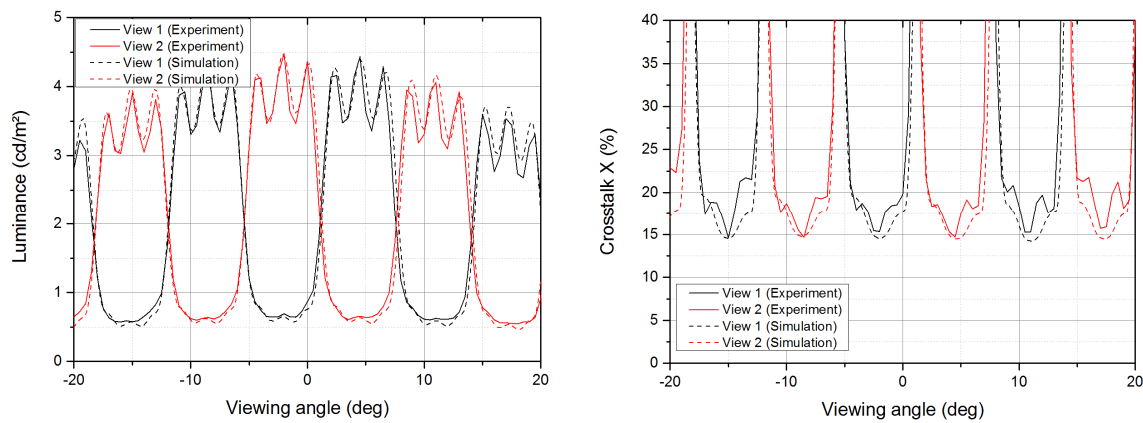 5
4
3
2
1
0
Luminance (cd/m²)
View 1 (Experiment)
View 2 (Experiment)
View 1 (Simulation)
View 2 (Simulation)
-20
-10
0
10
20
Viewing angle (deg)
40
35
30
25
20
15
10
5
0
Crosstalk X (%)
View 1 (Experiment)
View 2 (Experiment)
View 1 (Simulation)
View 2 (Simulation)
-20
-10
0
10
20
Viewing angle (deg)